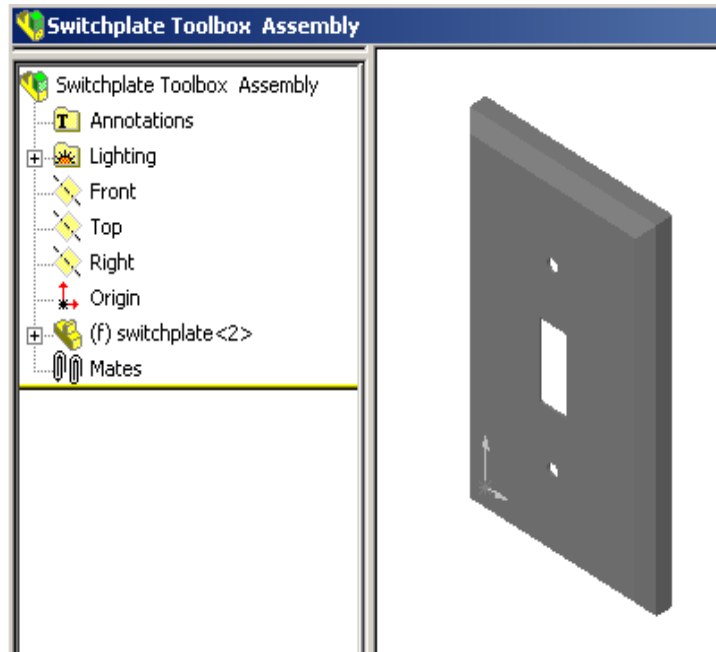 Switchplate Toolbox Assembly
Switchplate Toolbox Assembly
T Annotations
Lighting
Front
Top
Right
Origin
(f) switchplate<2>
Mates